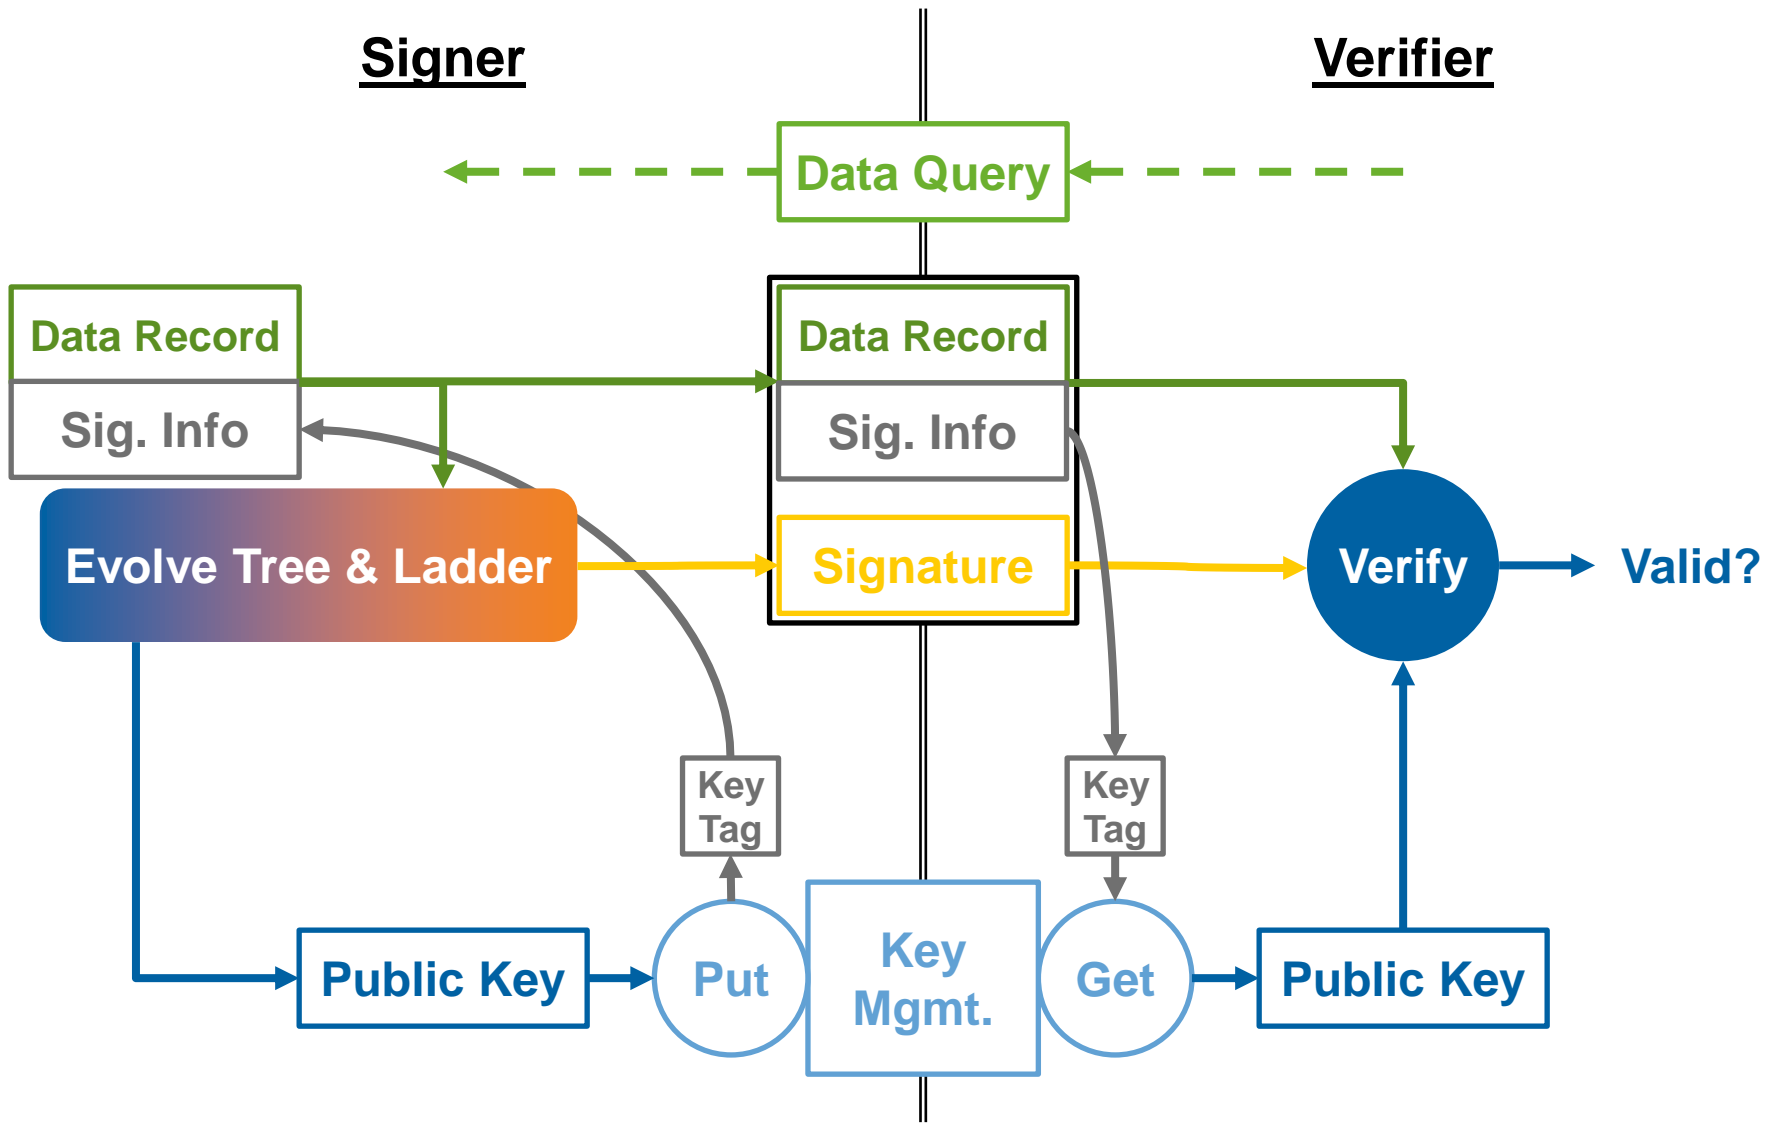 Signer
Verifier
Data Query
Data Record
Sig. Info
Data Record
Sig. Info
Evolve Tree & Ladder
Signature
Verify
Valid?
Key
Tag
Key
Tag
Public Key
Put
Key
Mgmt.
Get
Public Key